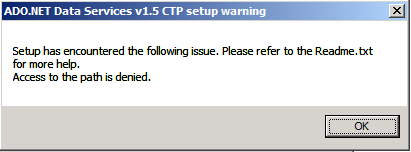 ADO.NET Data Services v1.5 CTP setup warning
Setup has encountered the following issue. Please refer to the Readme.txt
for more help.
Access to the path is denied.
OK